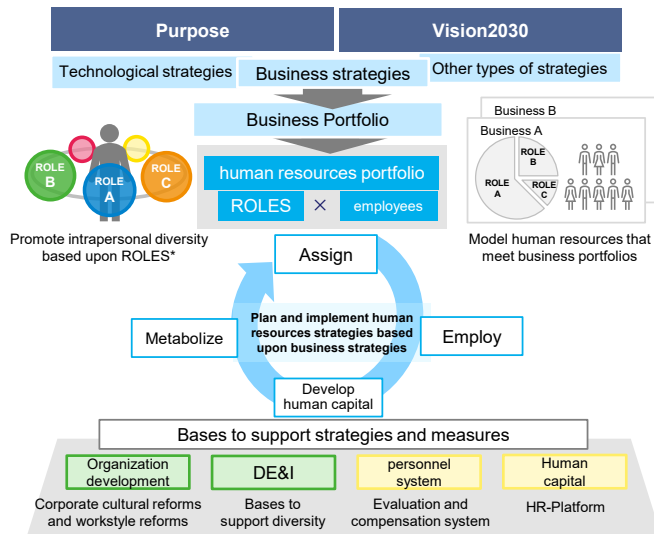 Purpose
Vision2030
Technological strategies
Business strategies
Other types of strategies
Business Portfolio
human resources portfolio
ROLES
×
employees
ROLE
B
ROLE
A
ROLE
C
Promote intrapersonal diversity
based upon ROLES*
Business B
Business A
ROLE
B
ROLE
A
ROLE
C
Model human resources that
meet business portfolios
Assign
Employ
Develop
human capital
Metabolize
Plan and implement human
resources strategies based
upon business strategies
Bases to support strategies and measures
Organization
development
Corporate cultural reforms
and workstyle reforms
DE&I
Bases to
support diversity
personnel
system
Evaluation and
compensation system
Human
capital
HR-Platform